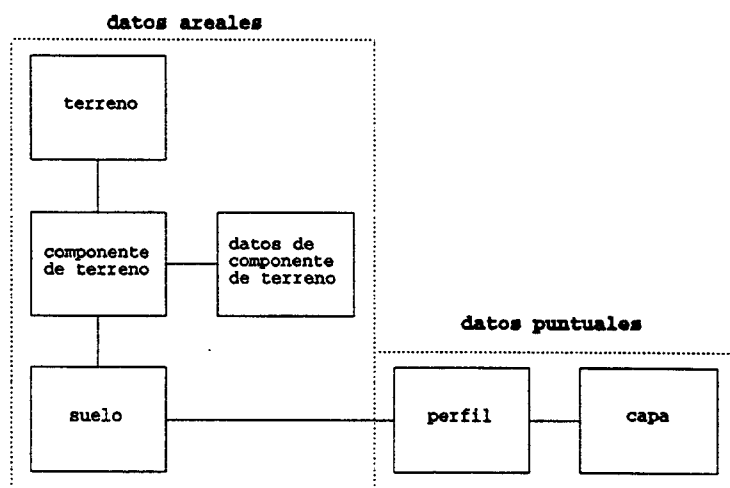 datos areales
terreno
componente
de terreno
datos de
componente
de terreno
datos puntuales
suelo
perfil
capa